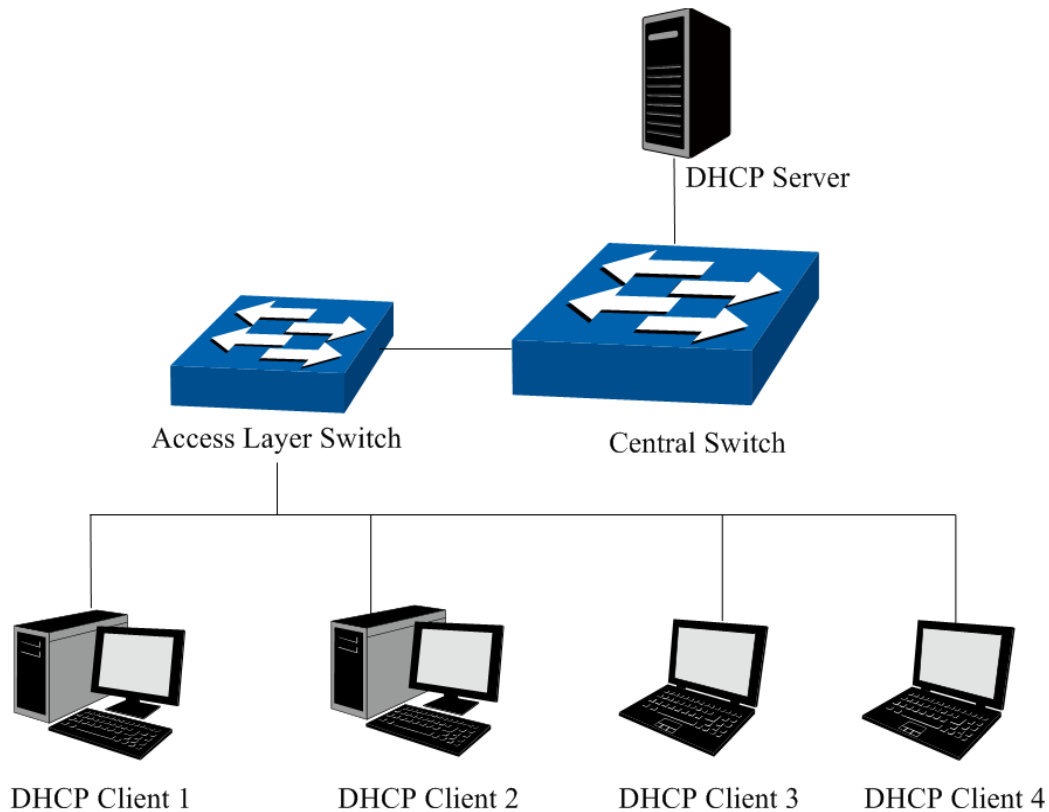 DHCP Server
Access Layer Switch
Central Switch
DHCP Client 1
DHCP Client 2
DHCP Client 3
DHCP Client 4